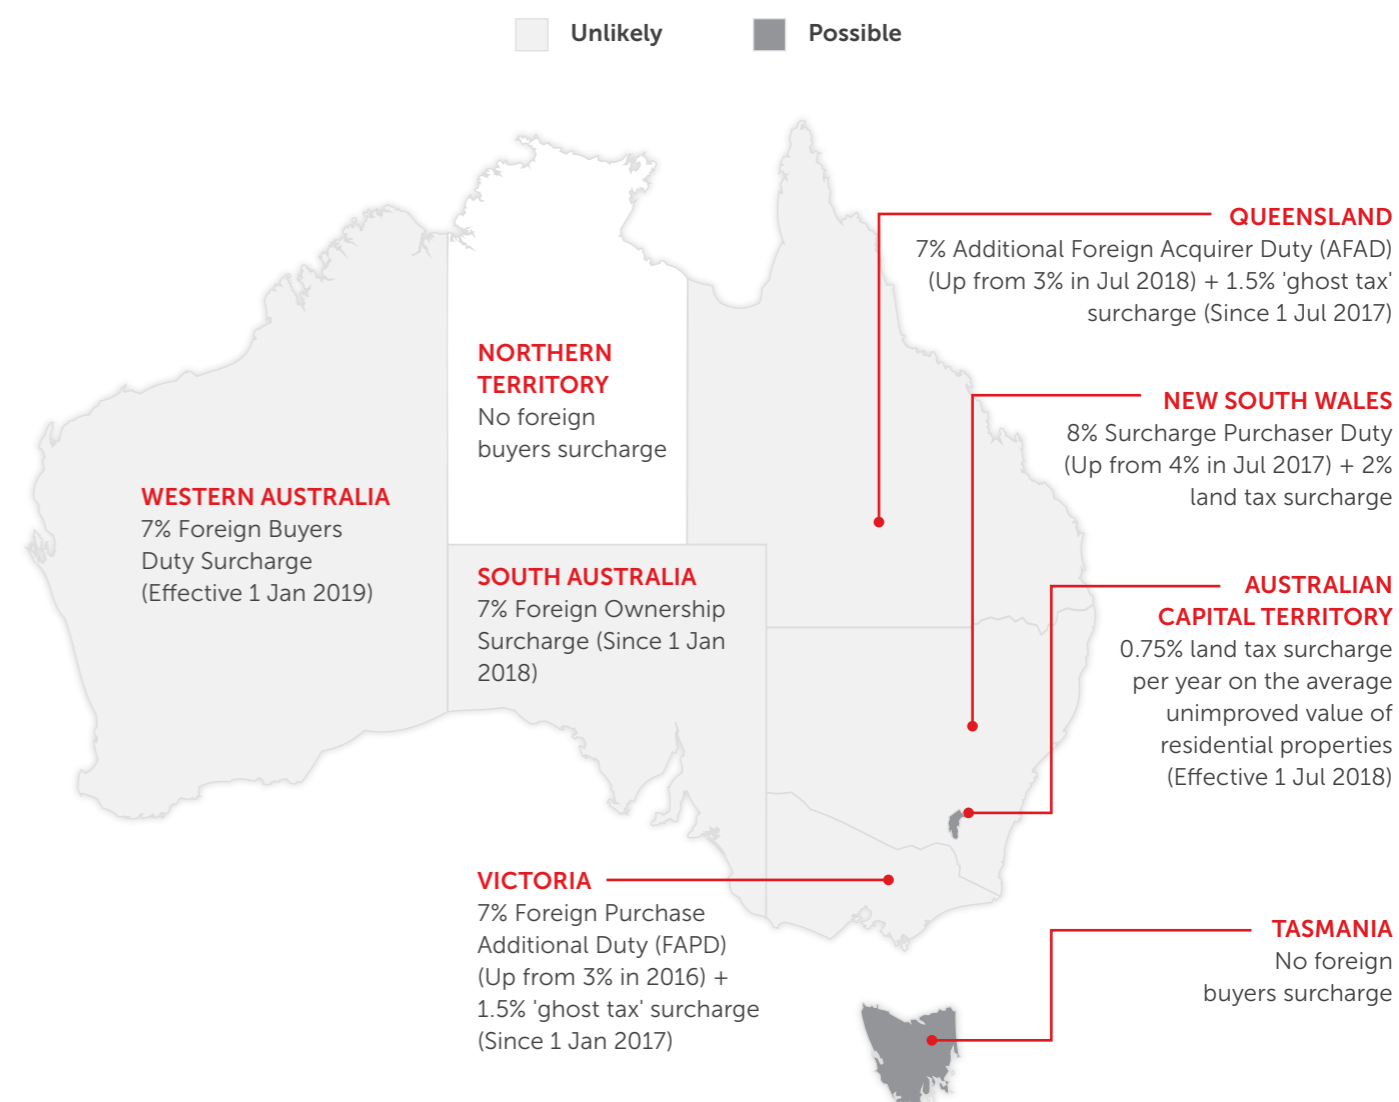 Unlikely
Possible
QUEENSLAND
7% Additional Foreign Acquirer Duty (AFAD)
(Up from 3% in Jul 2018) + 1.5% 'ghost tax'
surcharge (Since 1 Jul 2017)
NORTHERN
TERRITORY
No foreign
buyers surcharge
NEW SOUTH WALES
8% Surcharge Purchaser Duty
(Up from 4% in Jul 2017) + 2%
land tax surcharge
WESTERN AUSTRALIA
7% Foreign Buyers
Duty Surcharge
(Effective 1 Jan 2019)
SOUTH AUSTRALIA
7% Foreign Ownership
Surcharge (Since 1 Jan
2018)
AUSTRALIAN
CAPITAL TERRITORY
0.75% land tax surcharge
per year on the average
unimproved value of
residential properties
(Effective 1 Jul 2018)
VICTORIA
7% Foreign Purchase
Additional Duty (FAPD)
(Up from 3% in 2016) +
1.5% 'ghost tax' surcharge
(Since 1 Jan 2017)
TASMANIA
No foreign
buyers surcharge